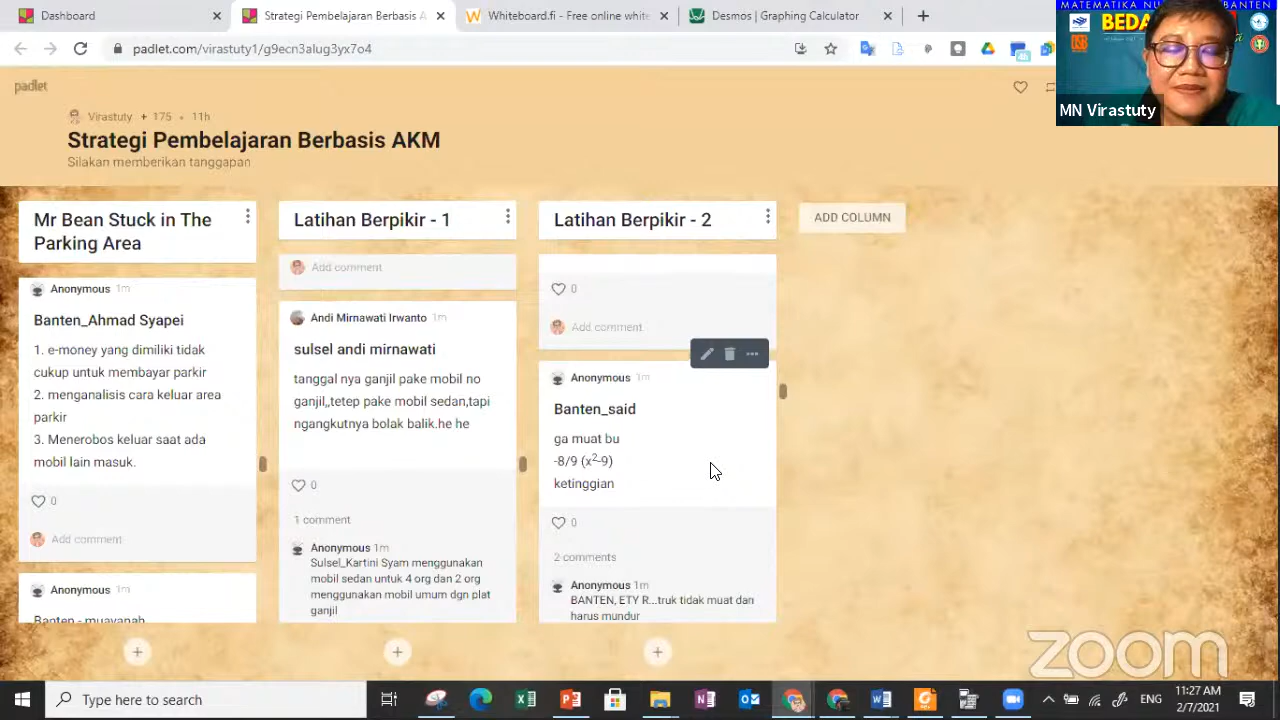 Dashboard
Strategi Pembelajaran Berbasis A
Whiteboard.fi - Free online white
Desmos | Graphing Calculator
padlet.com/virastuty1/g9ecn3alug3yx7o4
MATEMATIKA NU BANTEN
BEDA
MN Virastuty
padlet
Virastuty + 175 • 11h
Strategi Pembelajaran Berbasis AKM
Silakan memberikan tanggapan
Mr Bean Stuck in The
Parking Area
Anonymous 1m
Banten_Ahmad Syapei
1. e-money yang dimiliki tidak
cukup untuk membayar parkir
2. menganalisis cara keluar area
parkir
3. Menerobos keluar saat ada
mobil lain masuk.
0
Add comment
Anonymous 1m
Banten - muayanah
Latihan Berpikir - 1
Add comment
Andi Mirnawati Irwanto 1m
sulsel andi mirnawati
tanggal nya ganjil pake mobil no
ganjil,,tetep pake mobil sedan,tapi
ngangkutnya bolak balik.he he
0
1 comment
Anonymous 1m
Sulsel_Kartini Syam menggunakan
mobil sedan untuk 4 org dan 2 org
menggunakan mobil umum dgn plat
ganjil
Latihan Berpikir - 2
0
Add comment
Anonymous 1m
Banten_said
ga muat bu
-8/9 (x²-9)
ketinggian
0
2 comments
Anonymous 1m
BANTEN, ETY R...truk tidak muat dan
harus mundur
ADD COLUMN
zoom
Type here to search
ENG
11:27 AM
2/7/2021